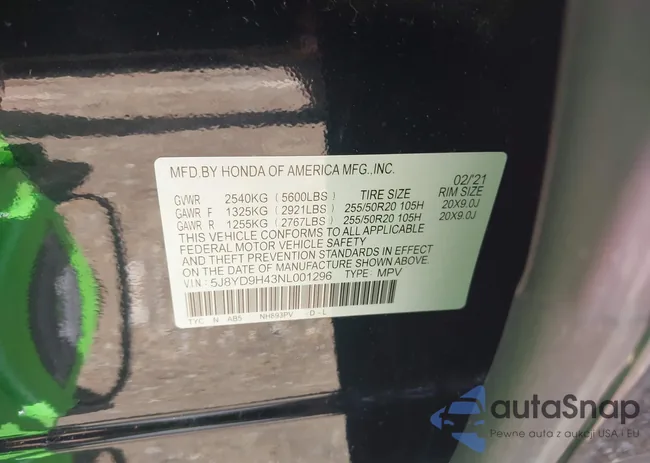 MFD.BY HONDA OF AMERICA MFG.,INC. 02/'21
GVWR 2540KG (5600LBS) TIRE SIZE RIM SIZE
GAWR F 1325KG (2921LBS) 255/50R20 105H 20X9.0J
GAWR R 1255KG (2767LBS) 255/50R20 105H 20X9.0J
THIS VEHICLE CONFORMS TO ALL APPLICABLE
FEDERAL MOTOR VEHICLE SAFETY
AND THEFT PREVENTION STANDARDS IN EFFECT
ON THE DATE OF MANUFACTURE SHOWN ABOVE.
V.I.N.: 5J8YD9H43NL001296 TYPE: MPV
TYC N AB5 NH893PV D-L
autaSnap
Pewne auta z aukcji USA i EU